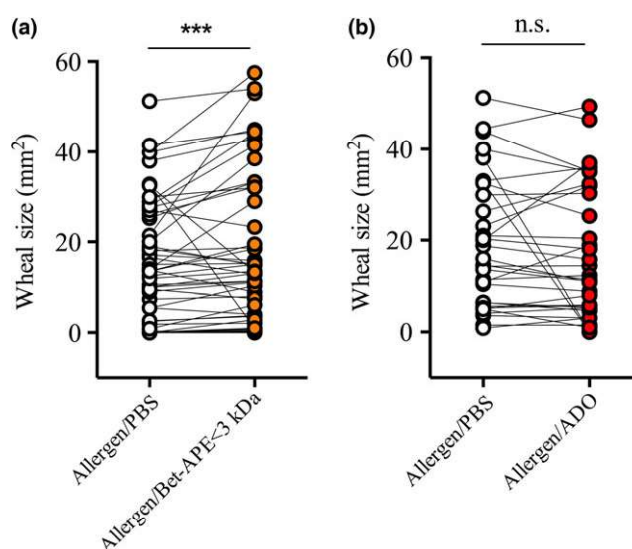 (a)
***
Wheal size (mm²)
60
40
20
0
Allergen/PBS
Allergen/Bet-APE<3 kDa
(b)
n.s.
Wheal size (mm²)
60
40
20
0
Allergen/PBS
Allergen/ADO